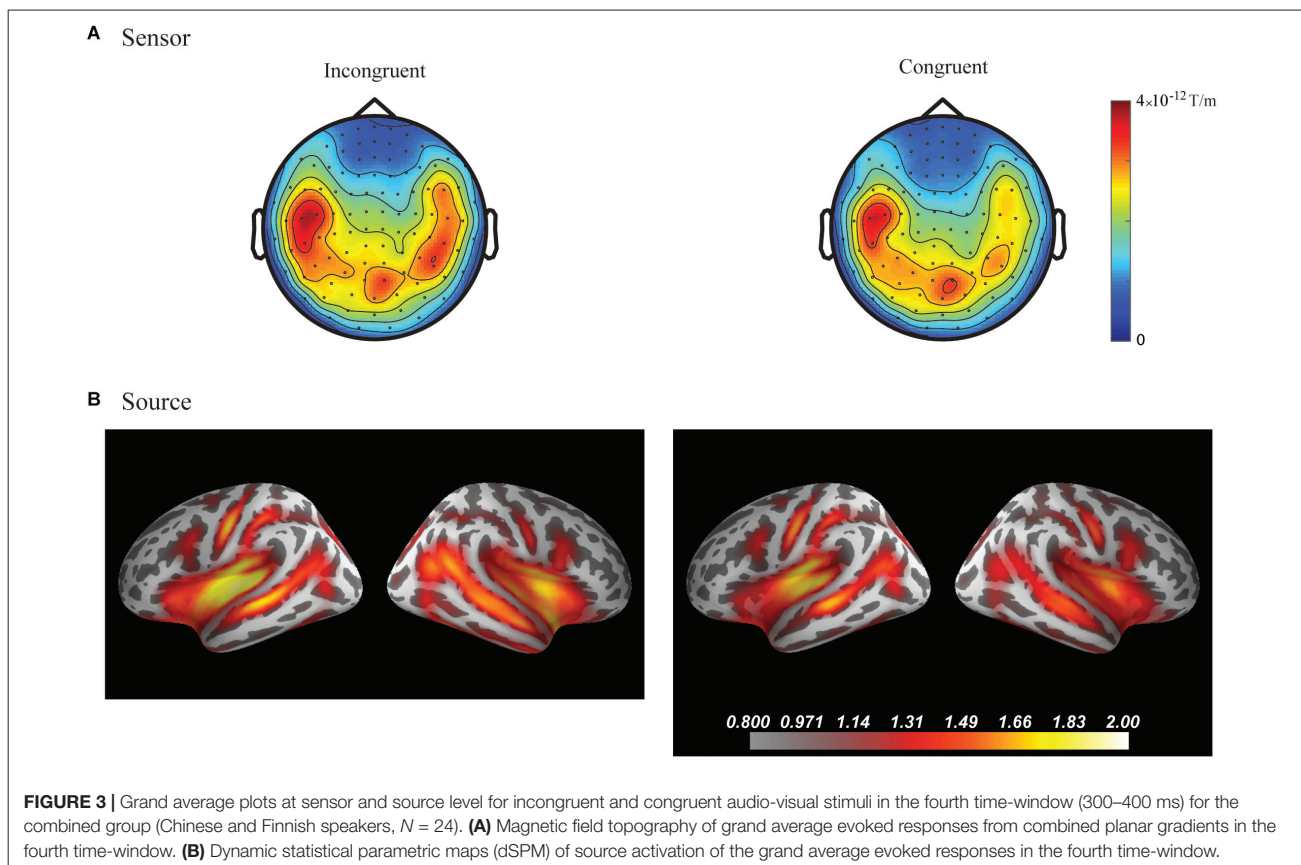 A Sensor
Incongruent
Congruent
4×10⁻¹² T/m
0
B Source
0.800 0.971 1.14 1.31 1.49 1.66 1.83 2.00
FIGURE 3 | Grand average plots at sensor and source level for incongruent and congruent audio-visual stimuli in the fourth time-window (300–400 ms) for the
combined group (Chinese and Finnish speakers, N = 24). (A) Magnetic field topography of grand average evoked responses from combined planar gradients in the
fourth time-window. (B) Dynamic statistical parametric maps (dSPM) of source activation of the grand average evoked responses in the fourth time-window.